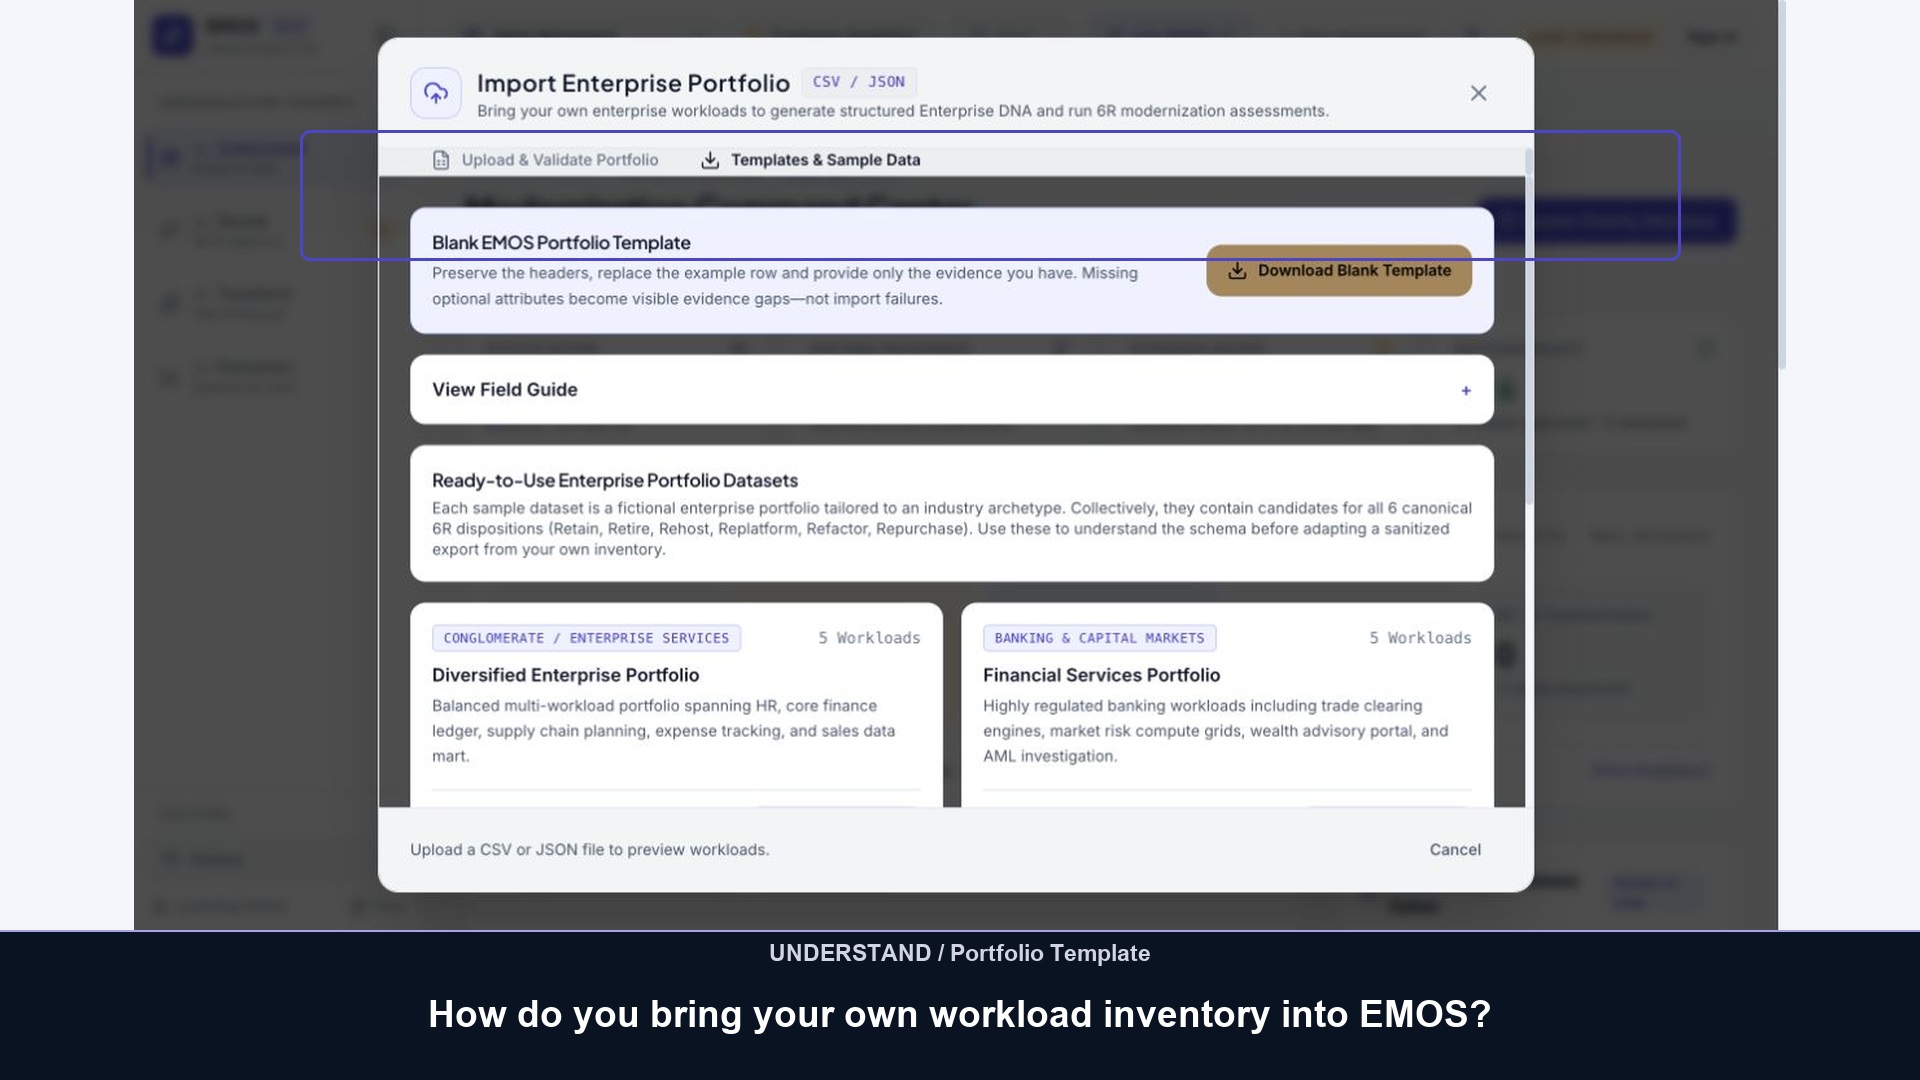 Import Enterprise Portfolio
CSV / JSON
Bring your own enterprise workloads to generate structured Enterprise DNA and run 6R modernization assessments.
Upload & Validate Portfolio
Templates & Sample Data
Blank EMOS Portfolio Template
Preserve the headers, replace the example row and provide only the evidence you have. Missing
optional attributes become visible evidence gaps—not import failures.
Download Blank Template
View Field Guide
+
Ready-to-Use Enterprise Portfolio Datasets
Each sample dataset is a fictional enterprise portfolio tailored to an industry archetype. Collectively, they contain candidates for all 6 canonical
6R dispositions (Retain, Retire, Rehost, Replatform, Refactor, Repurchase). Use these to understand the schema before adapting a sanitized
export from your own inventory.
CONGLOMERATE / ENTERPRISE SERVICES
5 Workloads
Diversified Enterprise Portfolio
Balanced multi-workload portfolio spanning HR, core finance
ledger, supply chain planning, expense tracking, and sales data
mart.
BANKING & CAPITAL MARKETS
5 Workloads
Financial Services Portfolio
Highly regulated banking workloads including trade clearing
engines, market risk compute grids, wealth advisory portal, and
AML investigation.
Upload a CSV or JSON file to preview workloads.
Cancel
UNDERSTAND / Portfolio Template
How do you bring your own workload inventory into EMOS?